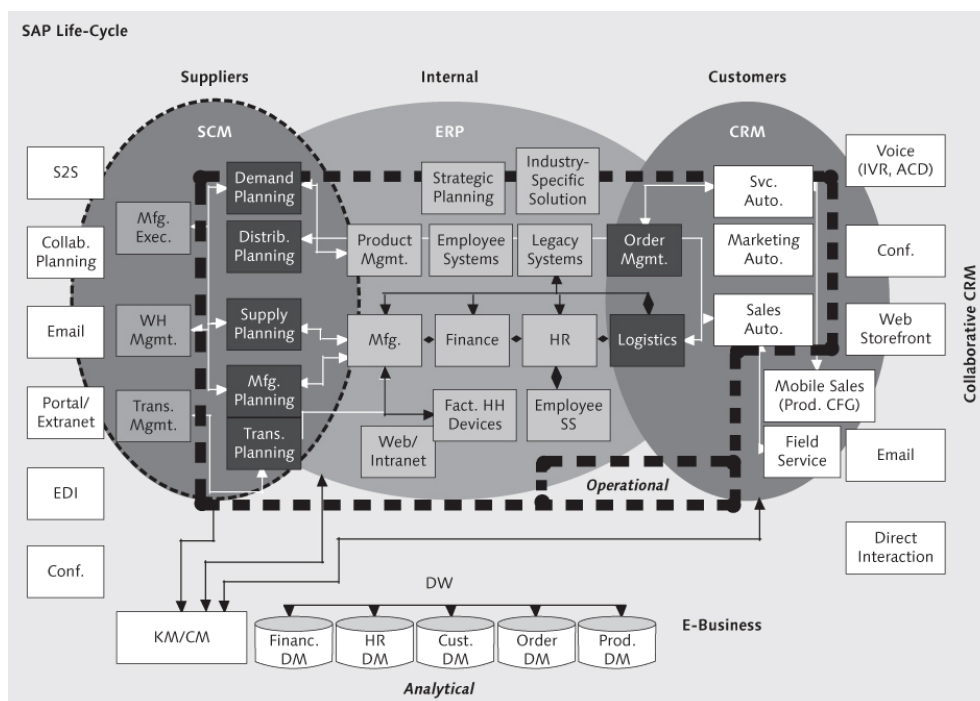 SAP Life-Cycle
Suppliers
Internal
Customers
SCM
ERP
CRM
S2S
Collab.
Planning
Email
Portal/
Extranet
EDI
Conf.
Mfg.
Exec.
WH
Mgmt.
Trans.
Mgmt.
Demand
Planning
Distrib.
Planning
Supply
Planning
Mfg.
Planning
Trans.
Planning
Strategic
Planning
Industry-
Specific
Solution
Product
Mgmt.
Employee
Systems
Legacy
Systems
Order
Mgmt.
Mfg.
Finance
HR
Logistics
Fact. HH
Devices
Web/
Intranet
Employee
SS
Operational
Svc.
Auto.
Marketing
Auto.
Sales
Auto.
Mobile Sales
(Prod. CFG)
Field
Service
Voice
(IVR, ACD)
Conf.
Web
Storefront
Email
Direct
Interaction
Collaborative CRM
KM/CM
DW
Financ.
DM
HR
DM
Cust.
DM
Order
DM
Prod.
DM
E-Business
Analytical